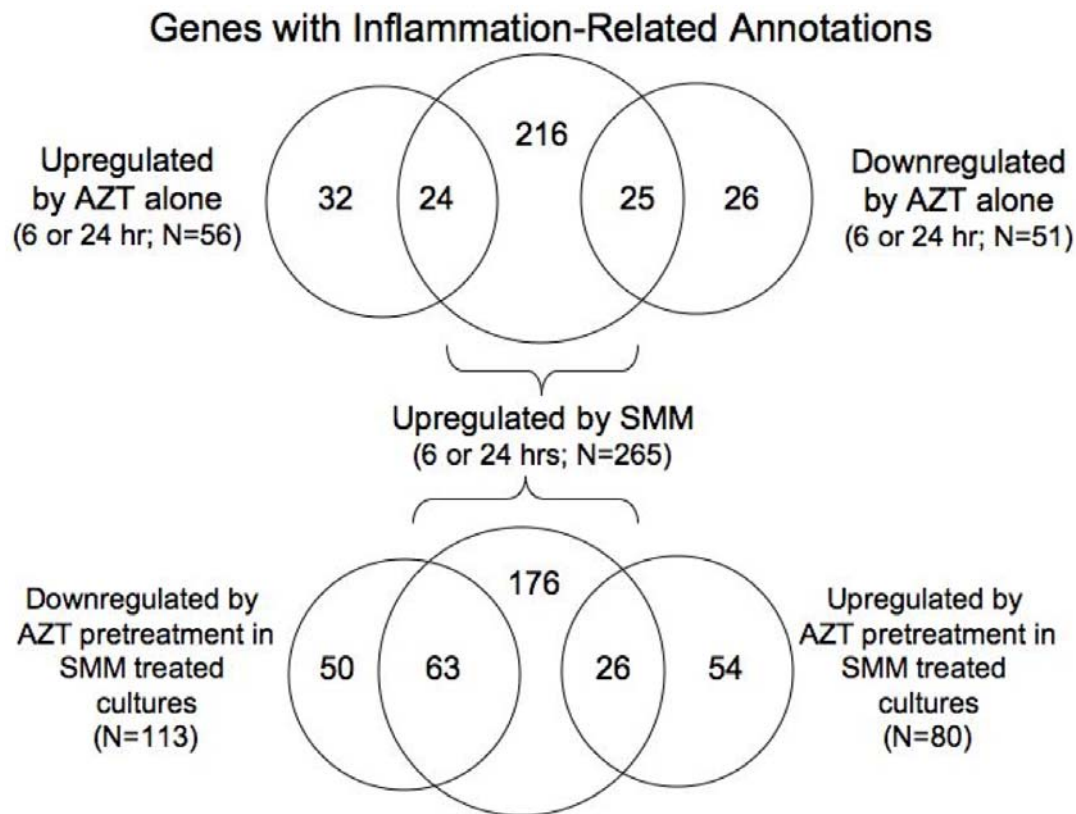 Genes with Inflammation-Related Annotations
Upregulated
by AZT alone
(6 or 24 hr; N=56)
32
24
216
25
26
Downregulated
by AZT alone
(6 or 24 hr; N=51)
Upregulated by SMM
(6 or 24 hrs; N=265)
Downregulated by
AZT pretreatment in
SMM treated
cultures
(N=113)
50
63
176
26
54
Upregulated by
AZT pretreatment in
SMM treated
cultures
(N=80)